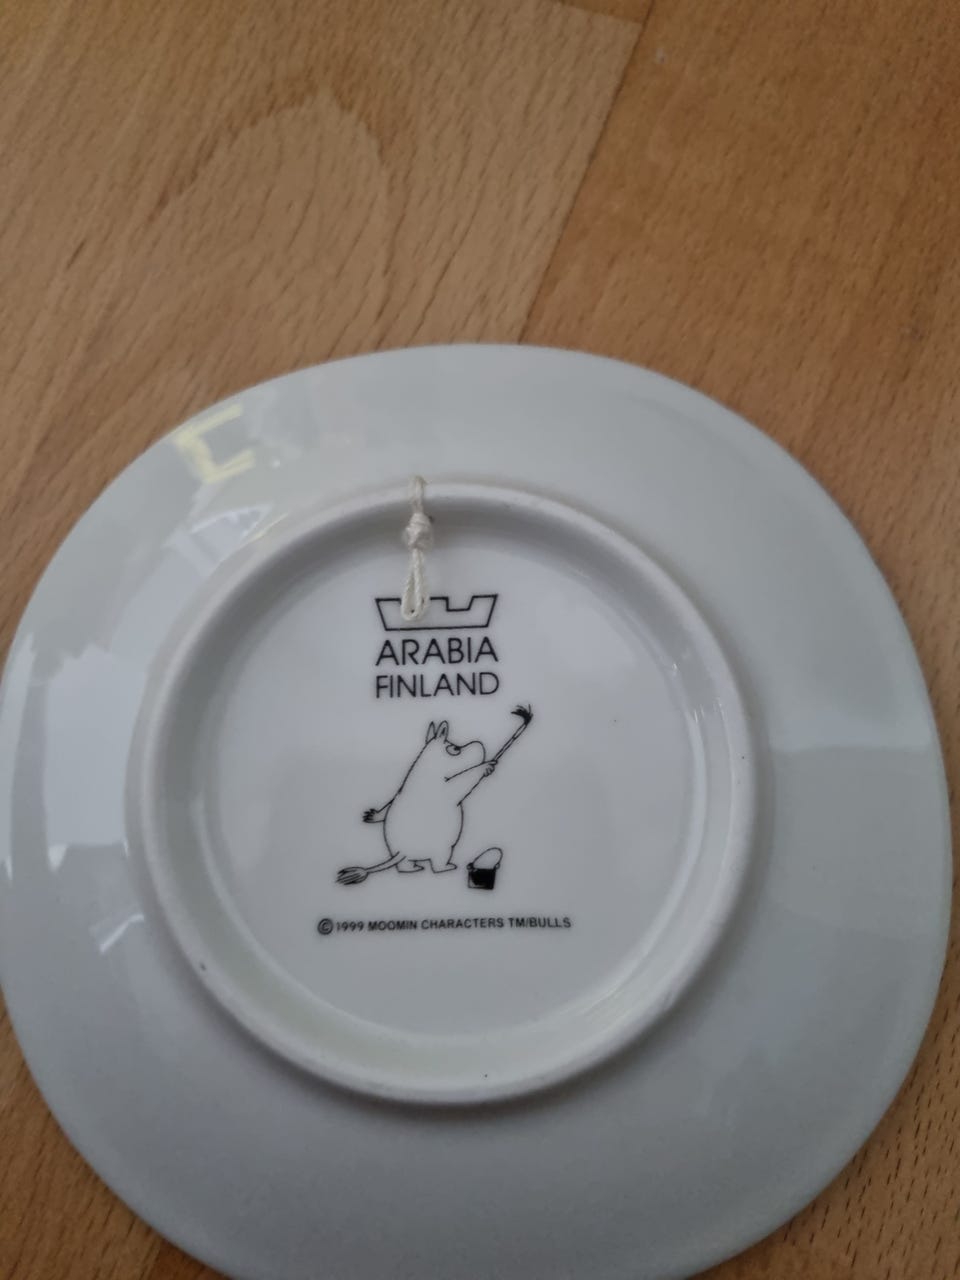 ARABIA
FINLAND
© 1999 MOOMIN CHARACTERS TM/BULLS